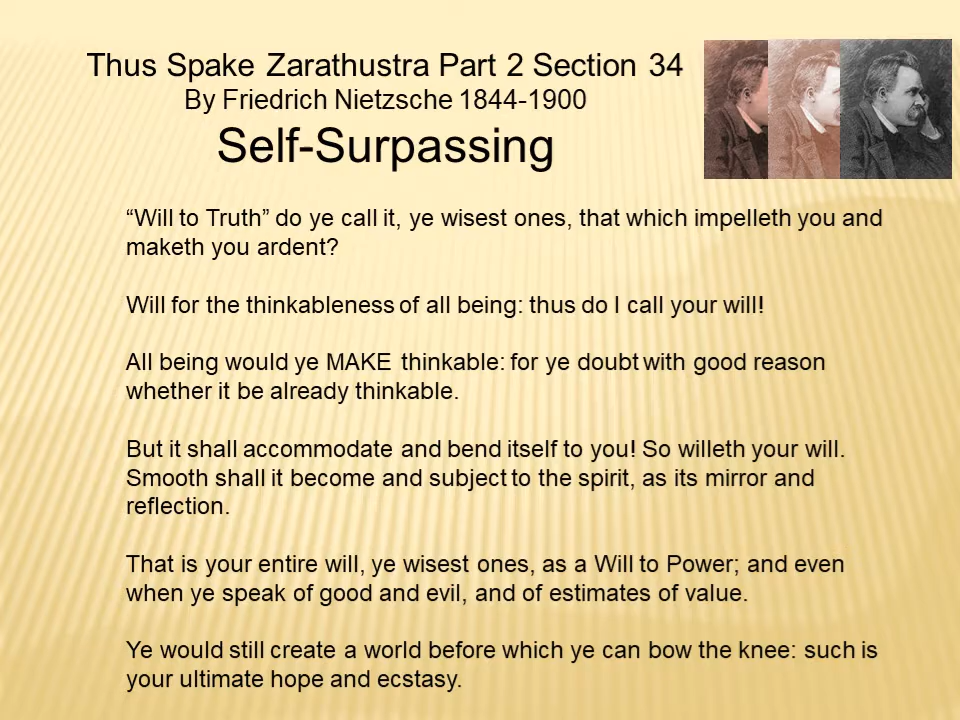 Thus Spake Zarathustra Part 2 Section 34
By Friedrich Nietzsche 1844-1900
Self-Surpassing
“Will to Truth” do ye call it, ye wisest ones, that which impelleth you and
maketh you ardent?
Will for the thinkableness of all being: thus do I call your will!
All being would ye MAKE thinkable: for ye doubt with good reason
whether it be already thinkable.
But it shall accommodate and bend itself to you! So willeth your will.
Smooth shall it become and subject to the spirit, as its mirror and
reflection.
That is your entire will, ye wisest ones, as a Will to Power; and even
when ye speak of good and evil, and of estimates of value.
Ye would still create a world before which ye can bow the knee: such is
your ultimate hope and ecstasy.